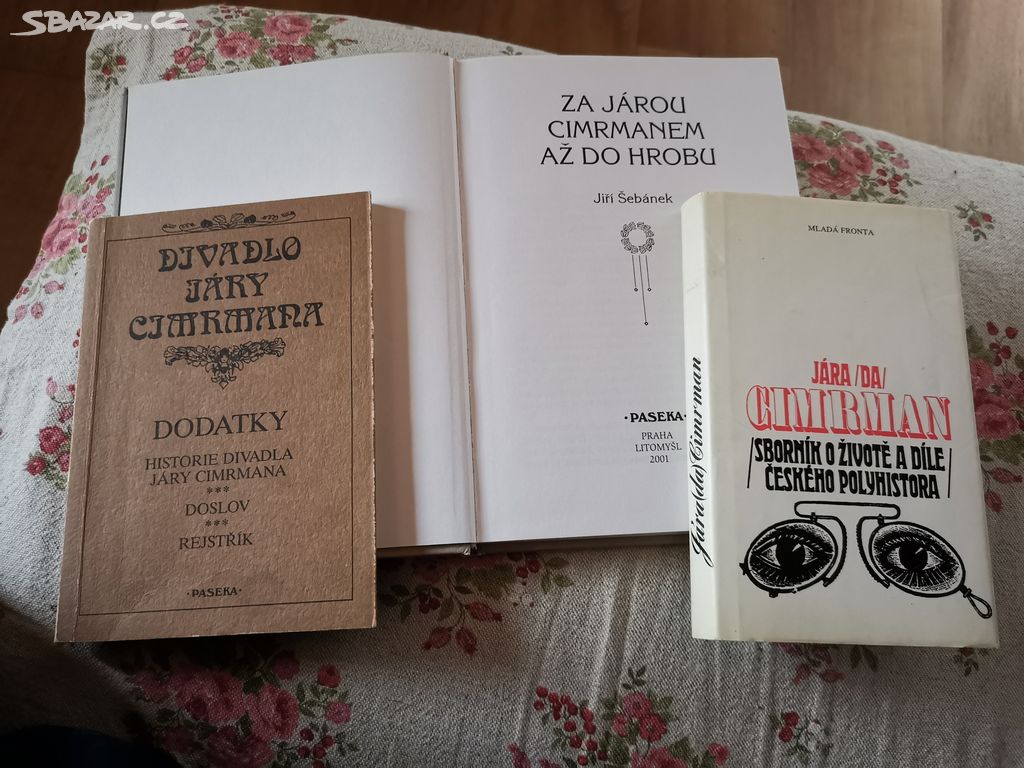 SBAZAR.CZ
ZA JÁROU
CIMRMANEM
AŽ DO HROBU
Jiří Šebánek
·PASEKA·
PRAHA
LITOMYŠL
2001
DIVADLO
JÁRY
CIMRMANA
DODATKY
HISTORIE DIVADLA
JÁRY CIMRMANA
***
DOSLOV
***
REJSTŘÍK
·PASEKA·
Jára(da)Cimrman
MLADÁ FRONTA
JÁRA /DA/
CIMRMAN
/SBORNÍK O ŽIVOTĚ A DÍLE/
/ČESKÉHO POLYHISTORA/